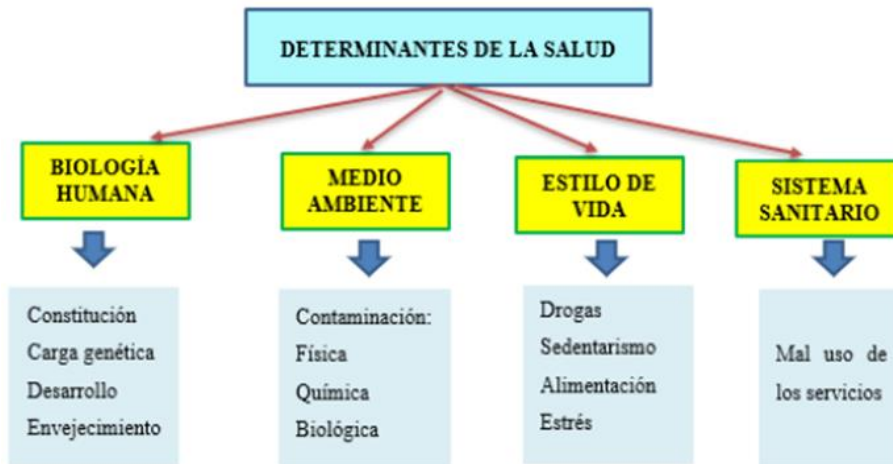 DETERMINANTES DE LA SALUD
BIOLOGÍA
HUMANA
Constitución
Carga genética
Desarrollo
Envejecimiento
MEDIO
AMBIENTE
Contaminación:
Física
Química
Biológica
ESTILO DE
VIDA
Drogas
Sedentarismo
Alimentación
Estrés
SISTEMA
SANITARIO
Mal uso de
los servicios